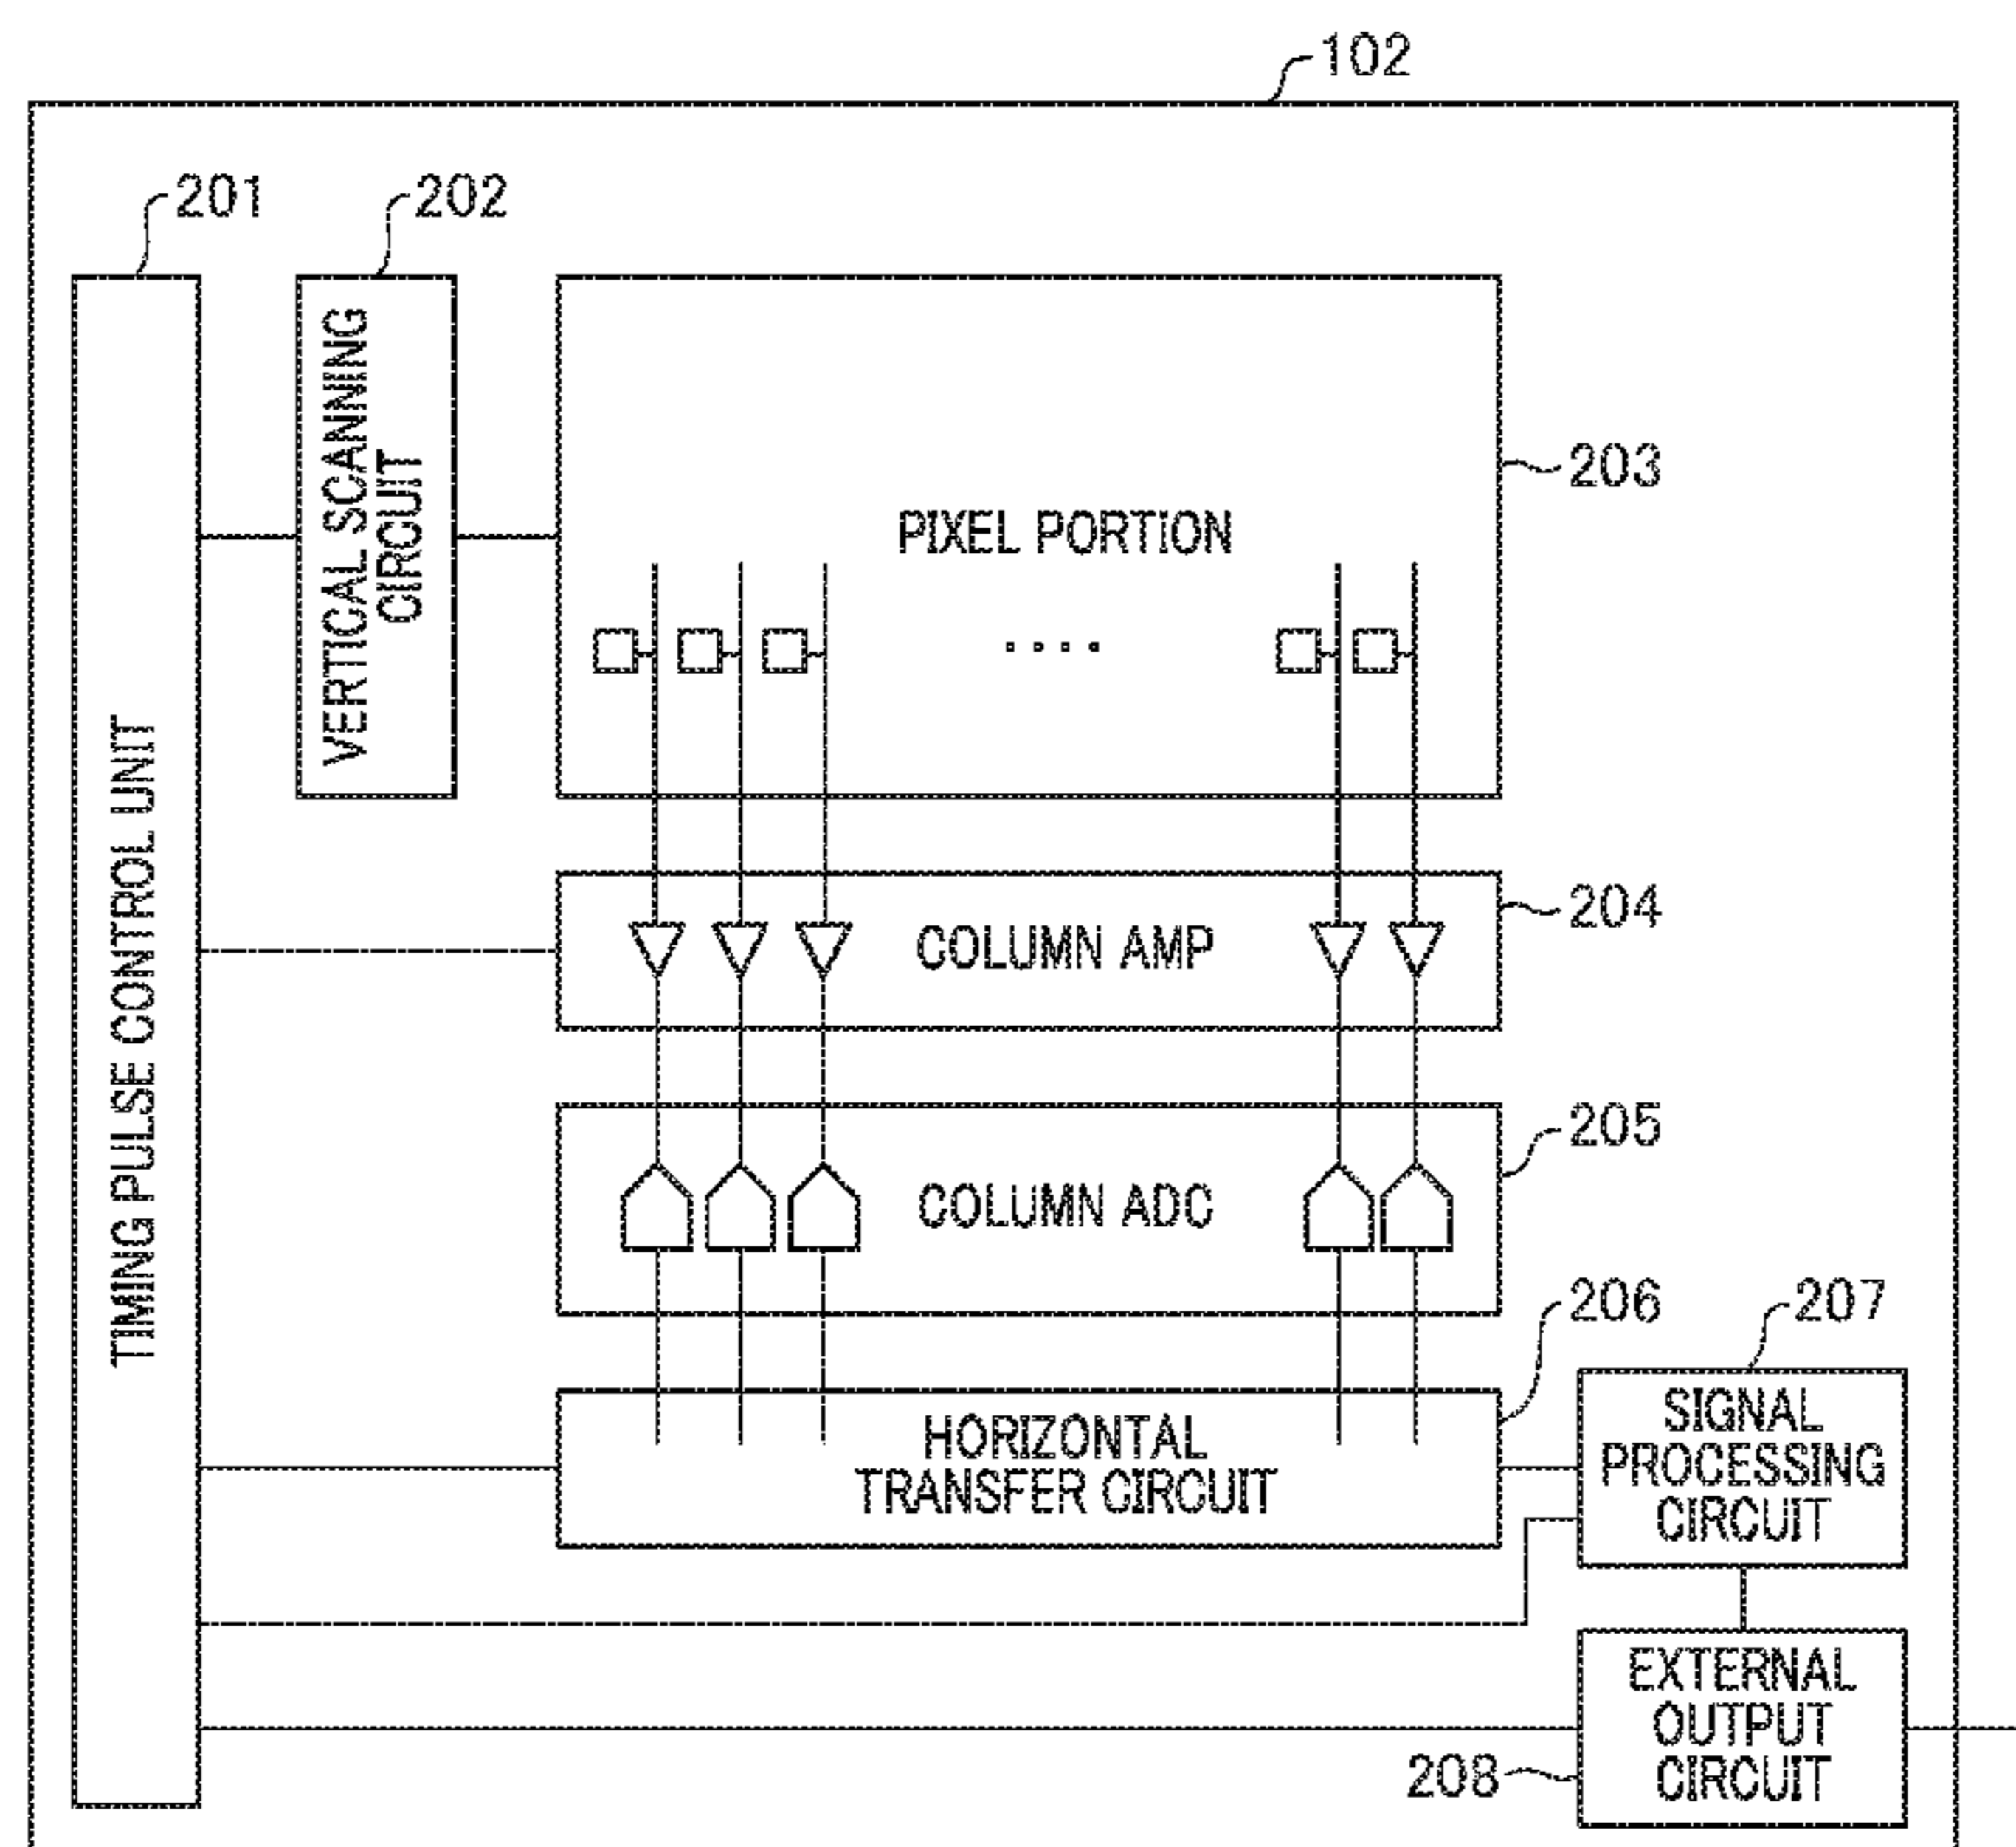 102
201
202
TIMING PULSE CONTROL UNIT
VERTICAL SCANNING
CIRCUIT
PIXEL PORTION
203
COLUMN AMP
204
COLUMN ADC
205
HORIZONTAL
TRANSFER CIRCUIT
206
207
SIGNAL
PROCESSING
CIRCUIT
EXTERNAL
OUTPUT
CIRCUIT
208